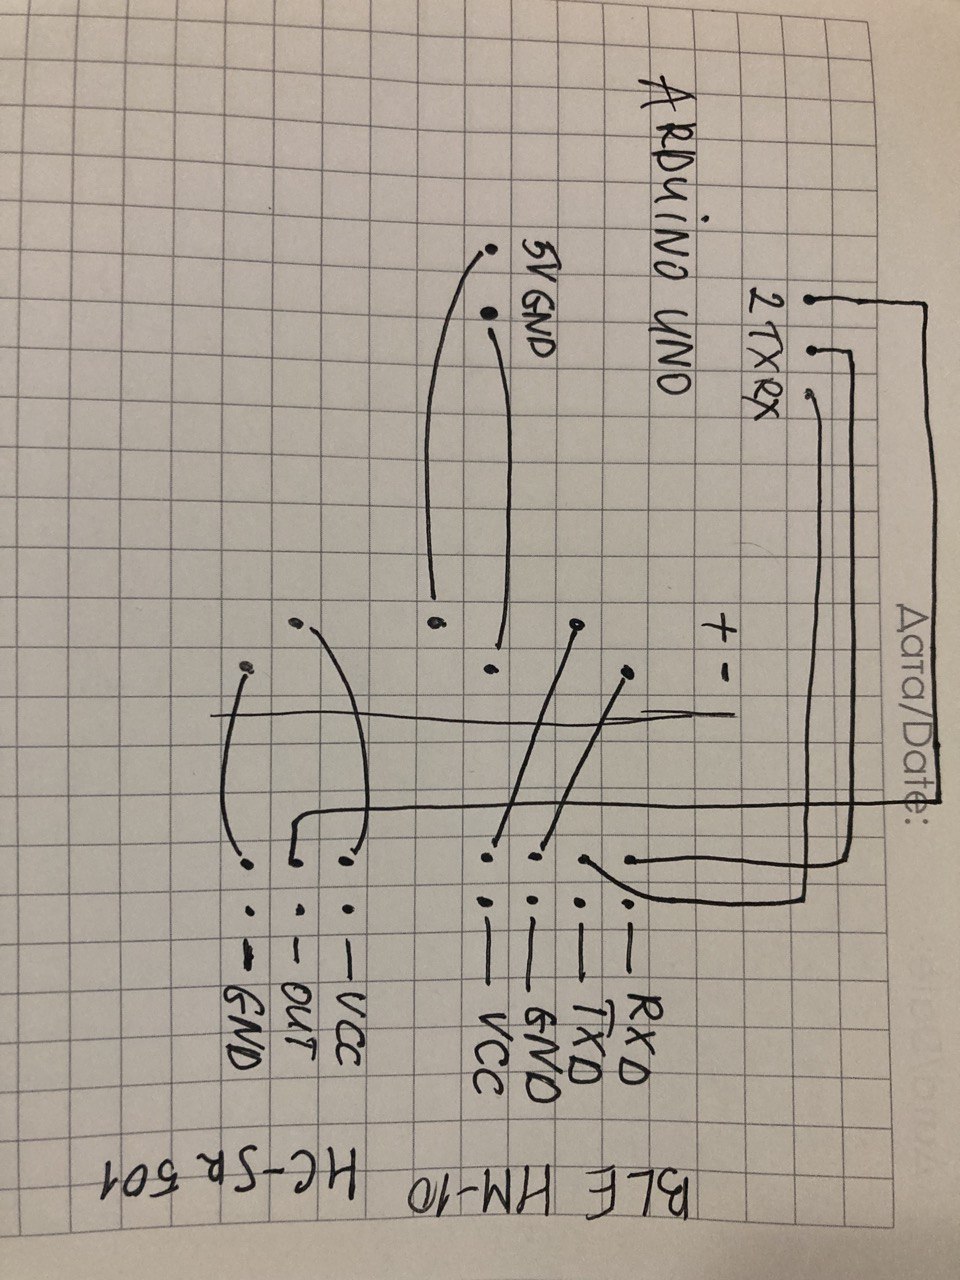 Дата/Date:
2 TX RX
+ -
ARDUiNO UNO
RXD
TXD
GND
VCC
BLE HM-10
5V GND
VCC
OUT
GND
HC-SR 501